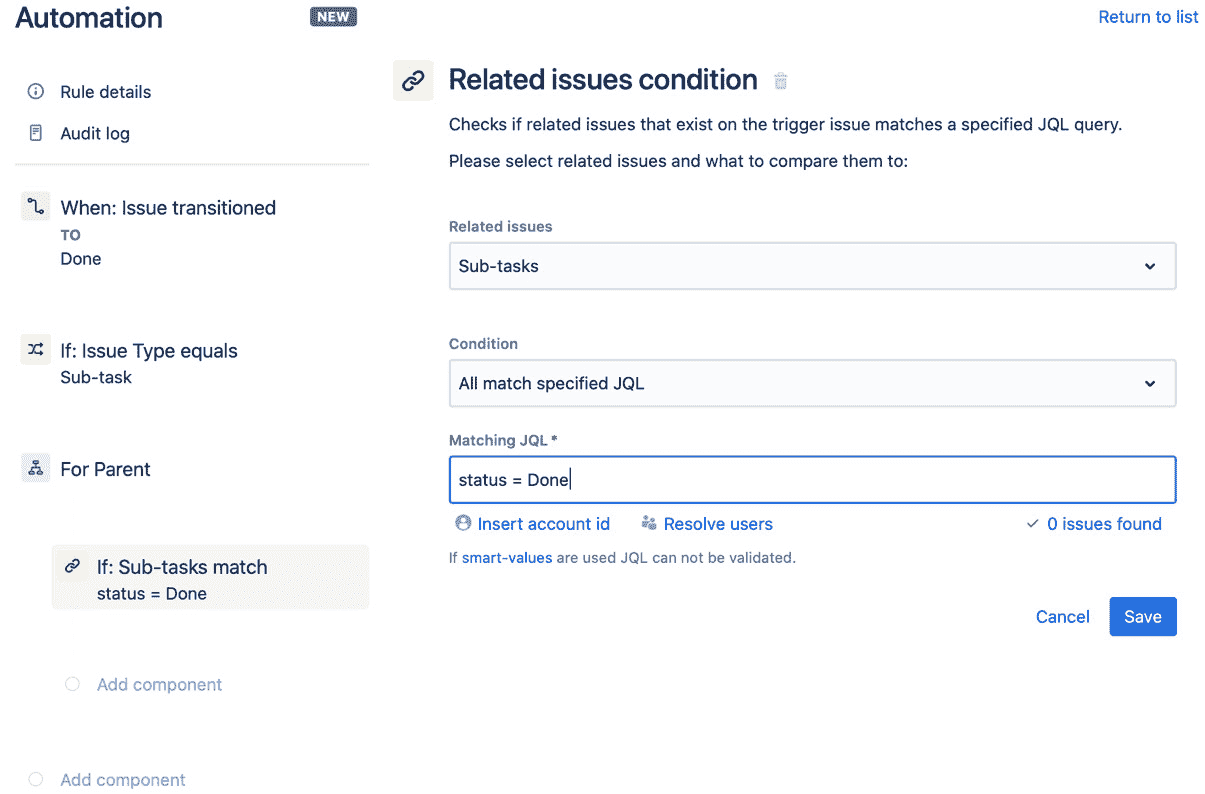 Automation
NEW
Return to list
Rule details
Audit log
When: Issue transitioned
TO
Done
If: Issue Type equals
Sub-task
For Parent
If: Sub-tasks match
status = Done
Add component
Add component
Related issues condition
Checks if related issues that exist on the trigger issue matches a specified JQL query.
Please select related issues and what to compare them to:
Related issues
Sub-tasks
Condition
All match specified JQL
Matching JQL *
status = Done
Insert account id Resolve users 0 issues found
If smart-values are used JQL can not be validated.
Cancel Save